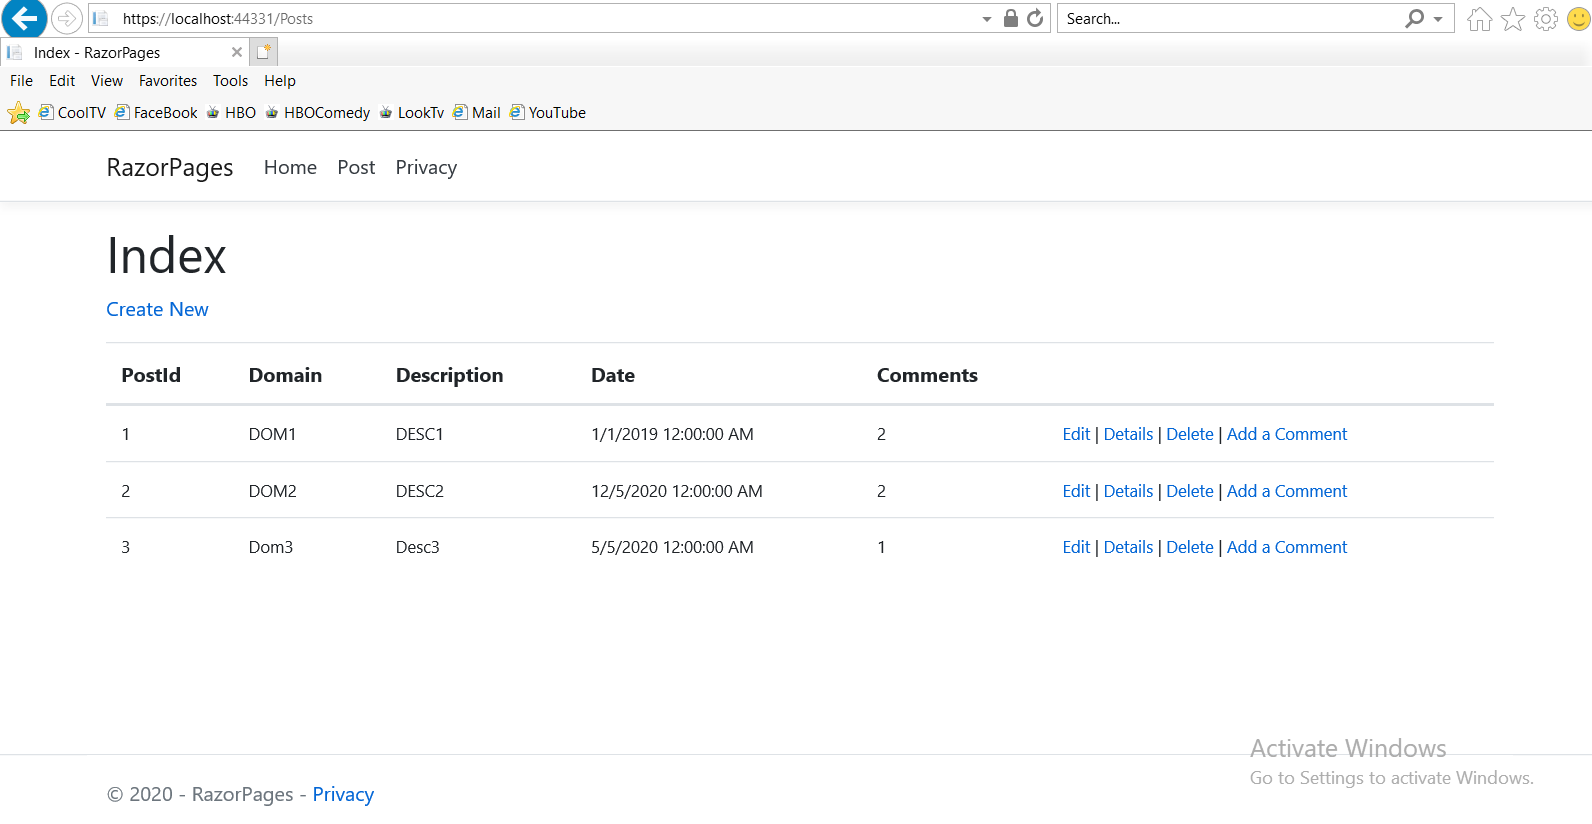 https://localhost:44331/Posts
Search...
Index - RazorPages
File Edit View Favorites Tools Help
CoolTV FaceBook HBO HBOComedy LookTv Mail YouTube
RazorPages Home Post Privacy
Index
Create New
PostId Domain Description Date Comments
1 DOM1 DESC1 1/1/2019 12:00:00 AM 2 Edit | Details | Delete | Add a Comment
2 DOM2 DESC2 12/5/2020 12:00:00 AM 2 Edit | Details | Delete | Add a Comment
3 Dom3 Desc3 5/5/2020 12:00:00 AM 1 Edit | Details | Delete | Add a Comment
Activate Windows
Go to Settings to activate Windows.
© 2020 - RazorPages - Privacy